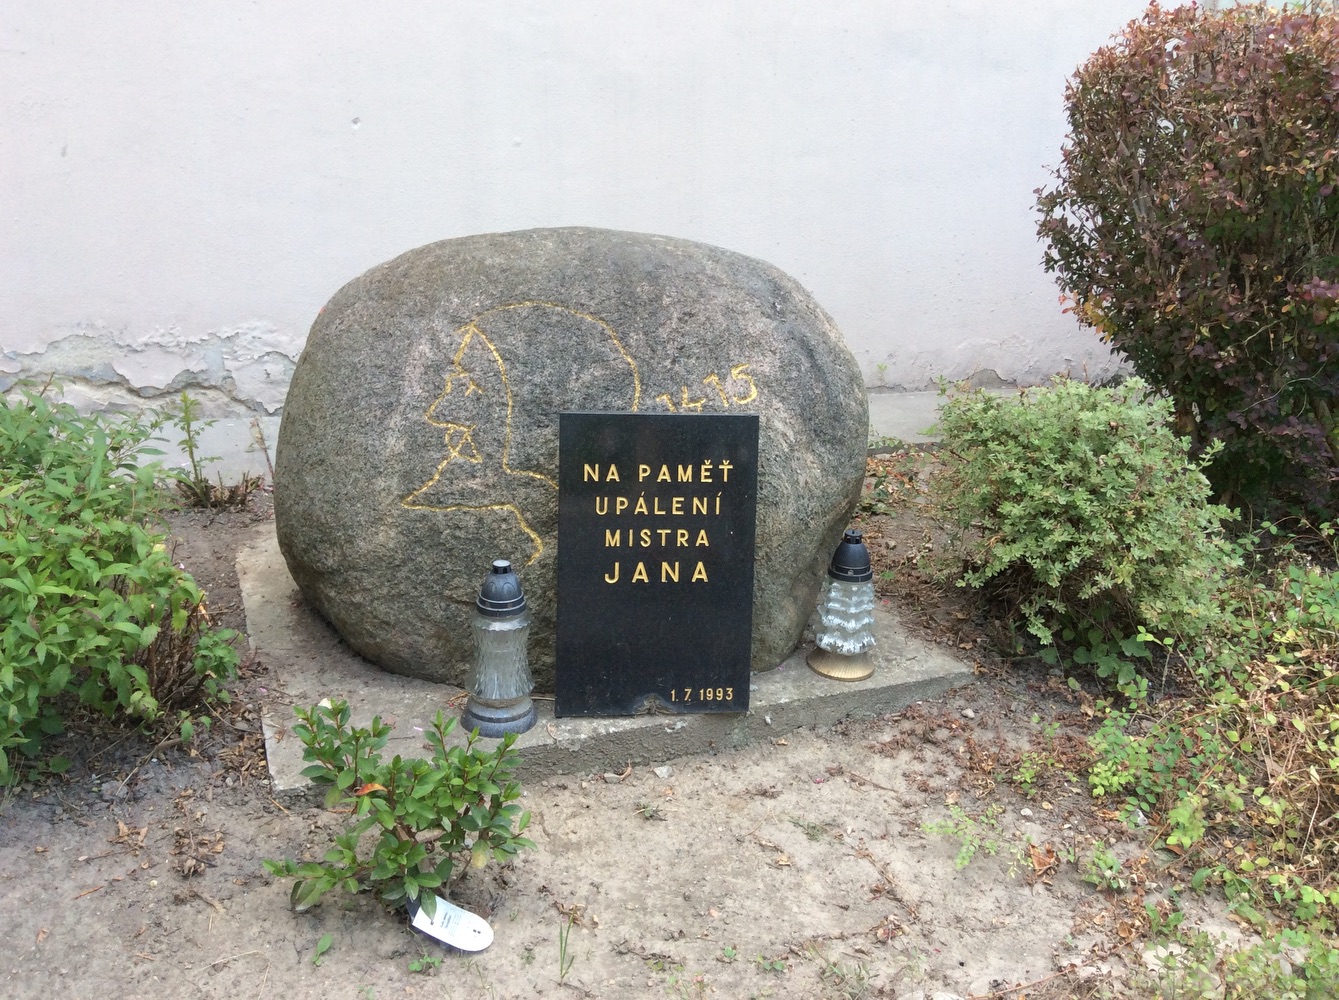 1415
NA PAMĚŤ
UPÁLENÍ
MISTRA
JANA
1.7 1993